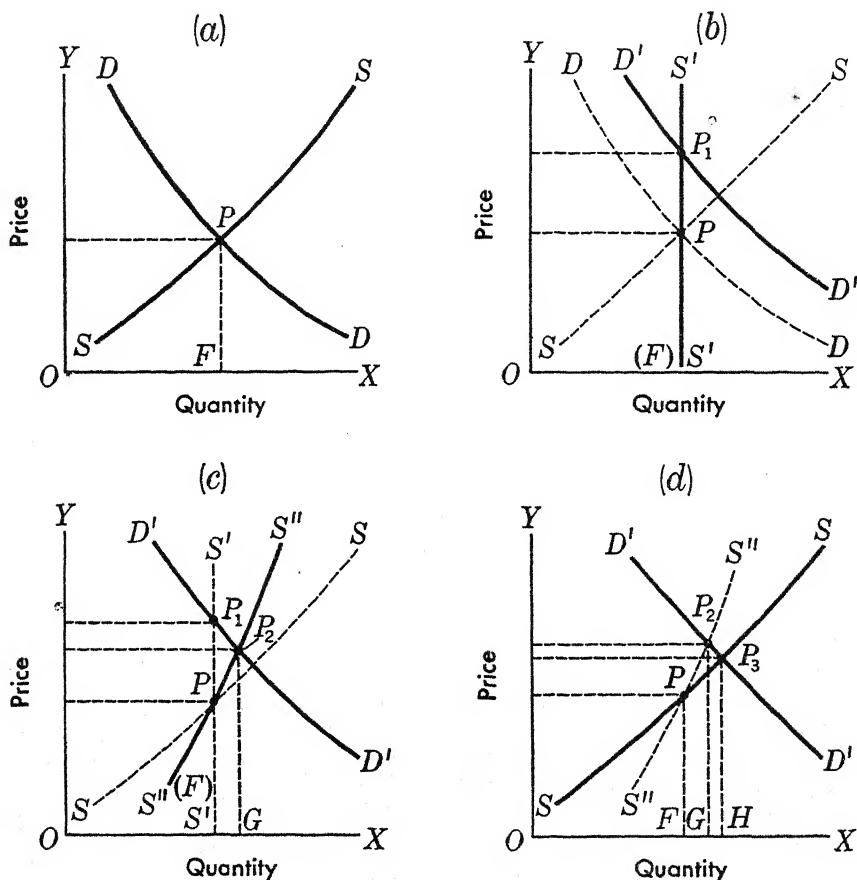 (a)
Y D S
P
Price
S F D
O X
Quantity
(b)
Y D D' S' S
P₁
P
Price
D'
S (F) S' D
O X
Quantity
(c)
Y D' S' S" S
P₁ P₂
P
Price
D'
S S" (F)
S' G
O X
Quantity
(d)
Y D' S" S
P₂
P₃
P
Price
D'
S S" F G H
O X
Quantity